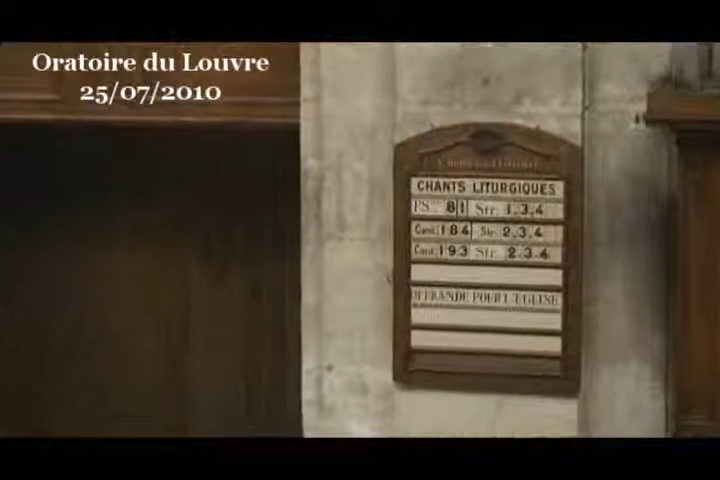 Oratoire du Louvre
25/07/2010
CHANTS LITURGIQUES
PS. 81 Str. 1.3.4
Cant. 184 Str. 2.3.4
Cant. 193 Str. 2.3.4
OFFRANDE POUR L'EGLISE